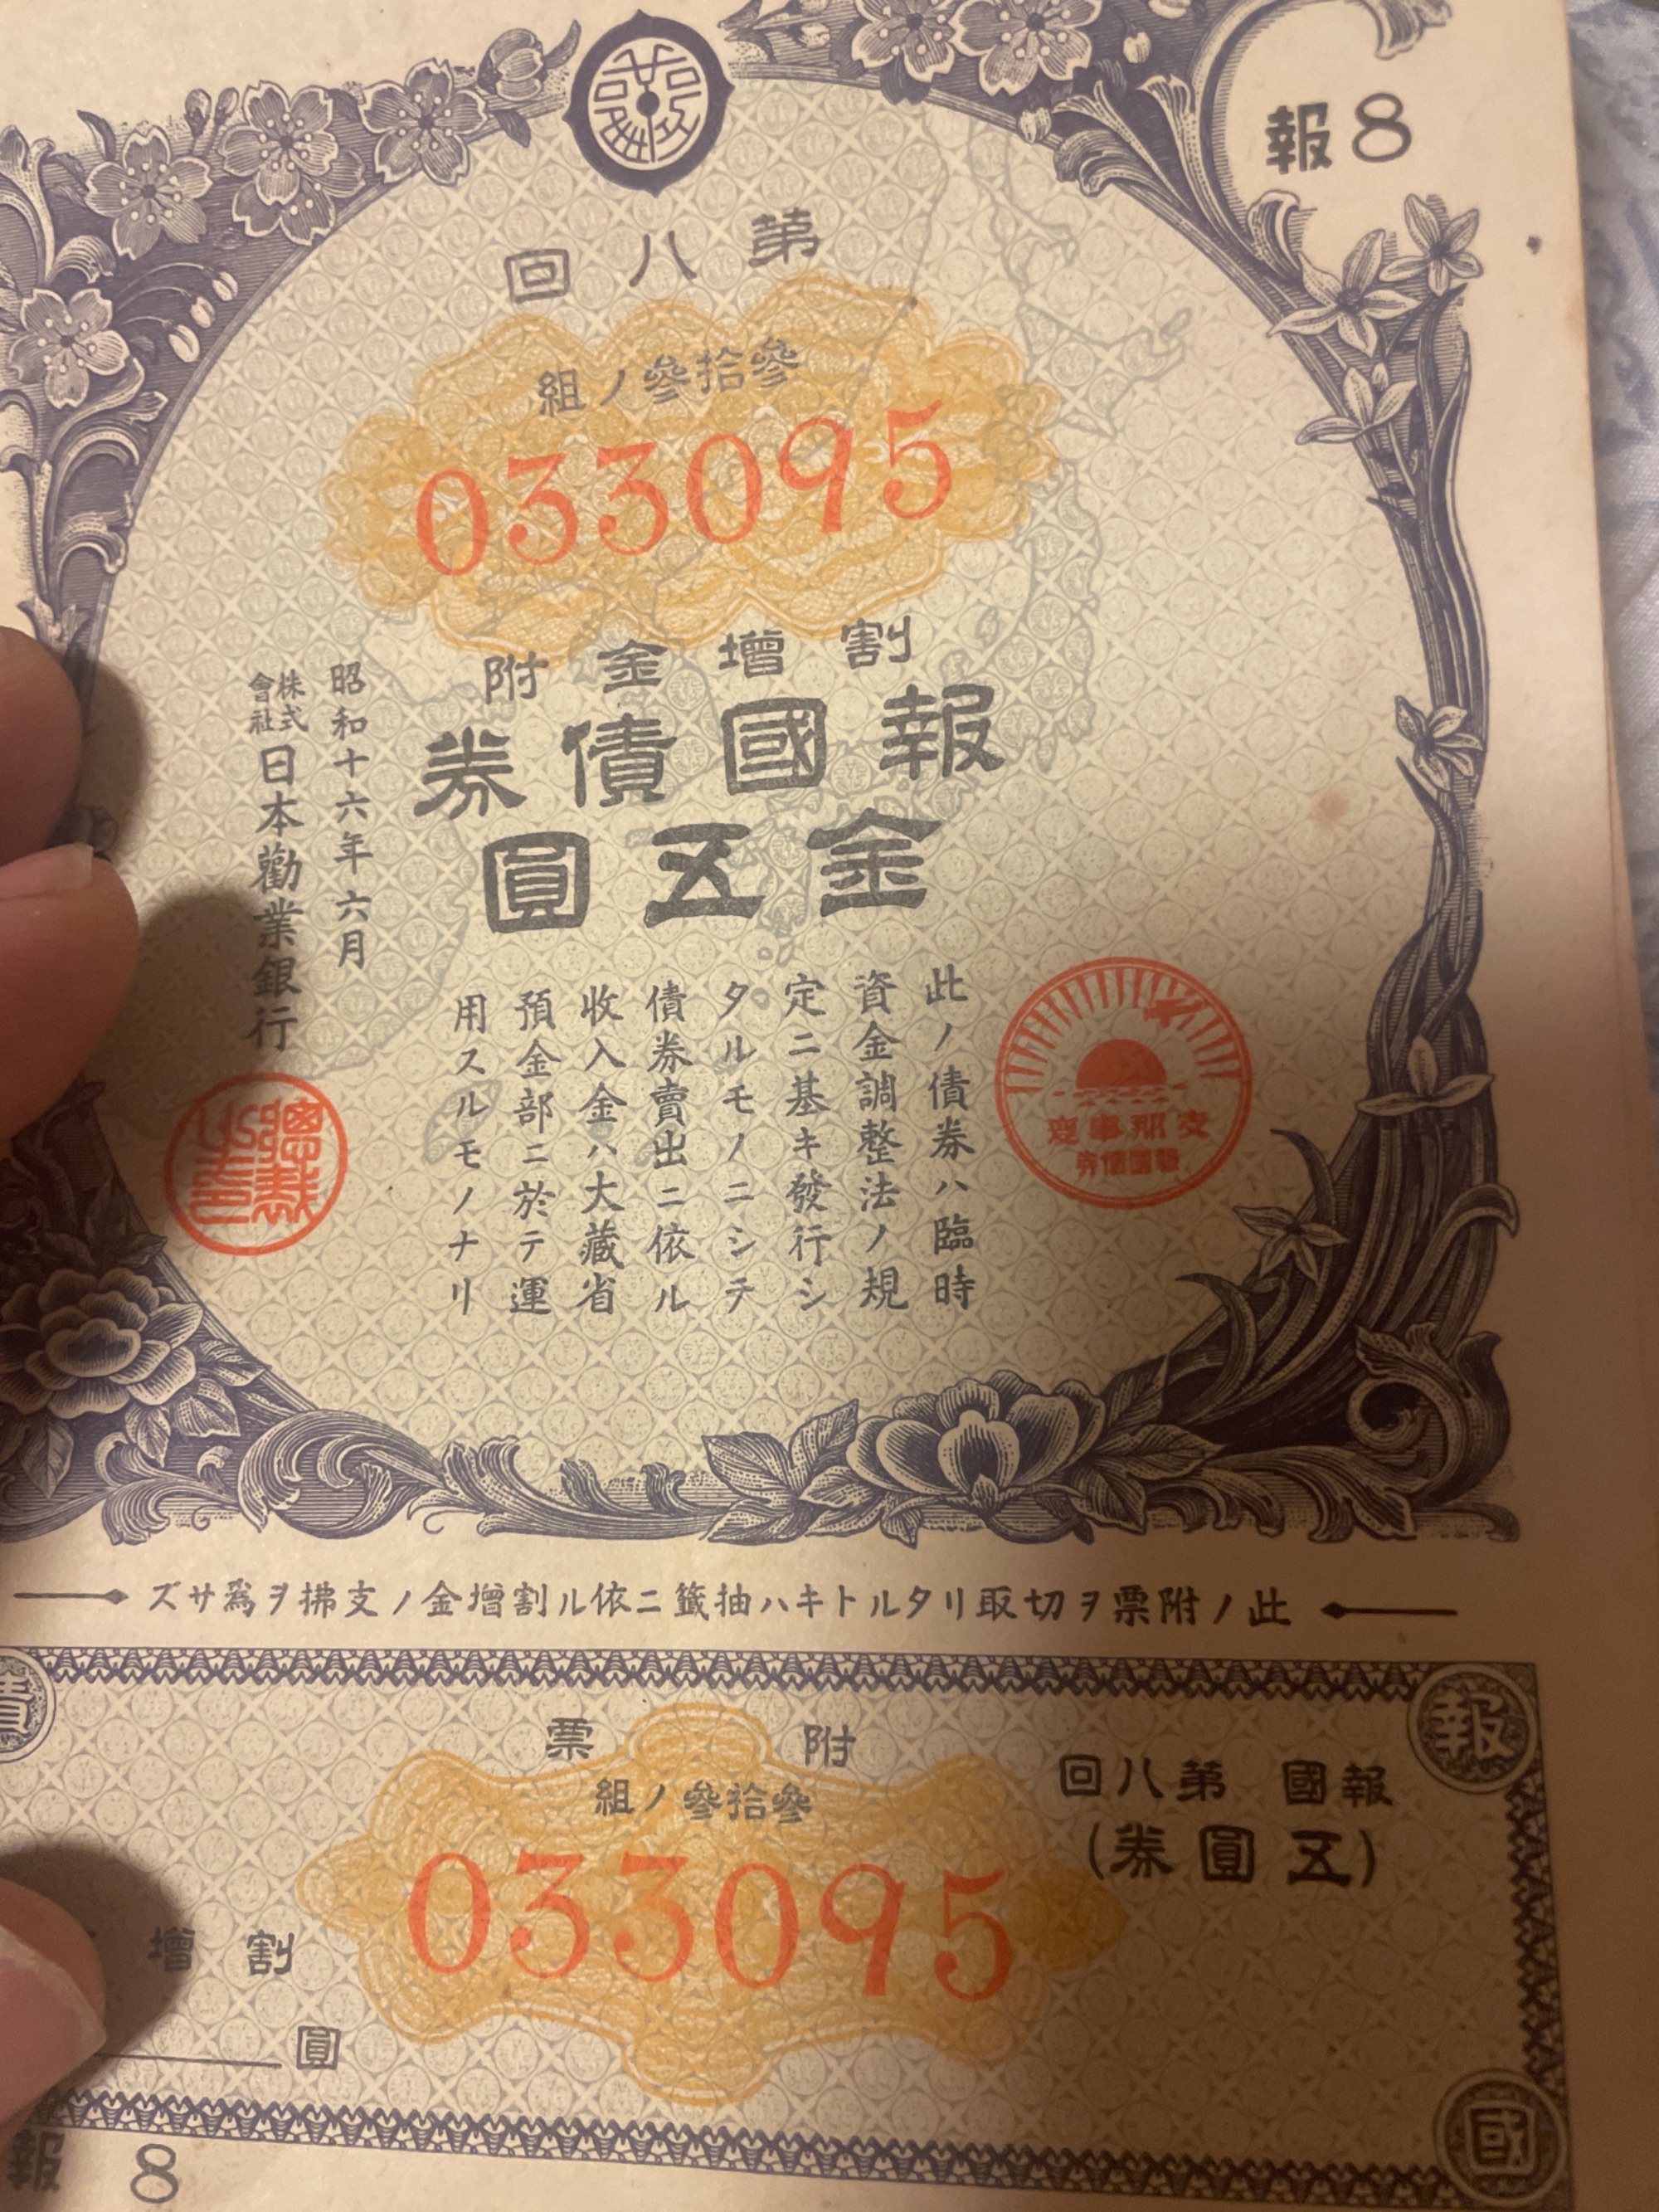 報8
第八回
參拾參ノ組
033095
割增金附
報國債券
金五圓
此ノ債券ハ臨時
資金調整法ノ規
定ニ基キ發行シ
タルモノニシテ
債券賣出ニ依ル
收入金ハ大藏省
預金部ニ於テ運
用スルモノナリ
昭和十六年六月
株式會社日本勸業銀行
支那事變
報國債券
總裁之印
此ノ附票ヲ切取リタルトキハ抽籤ニ依ル割增金ノ支拂ヲ爲サズ
報
國
報國 第八回
(五圓券)
附票
參拾參ノ組
033095
割增
圓
報 8